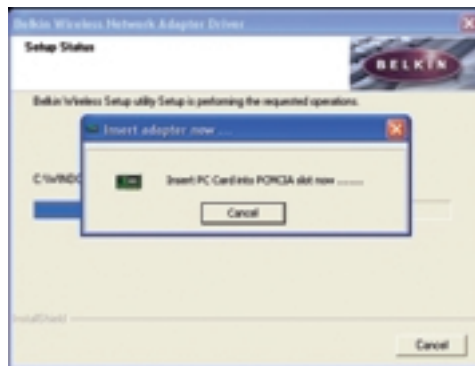 Belkin Wireless Network Adapter Driver
Setup Status
BELKIN
Belkin Wireless Setup utility Setup is performing the requested operations.
Insert adapter now ....
C:\WINDO
Insert PC Card into PCMCIA slot now ........
Cancel
InstallShield
Cancel